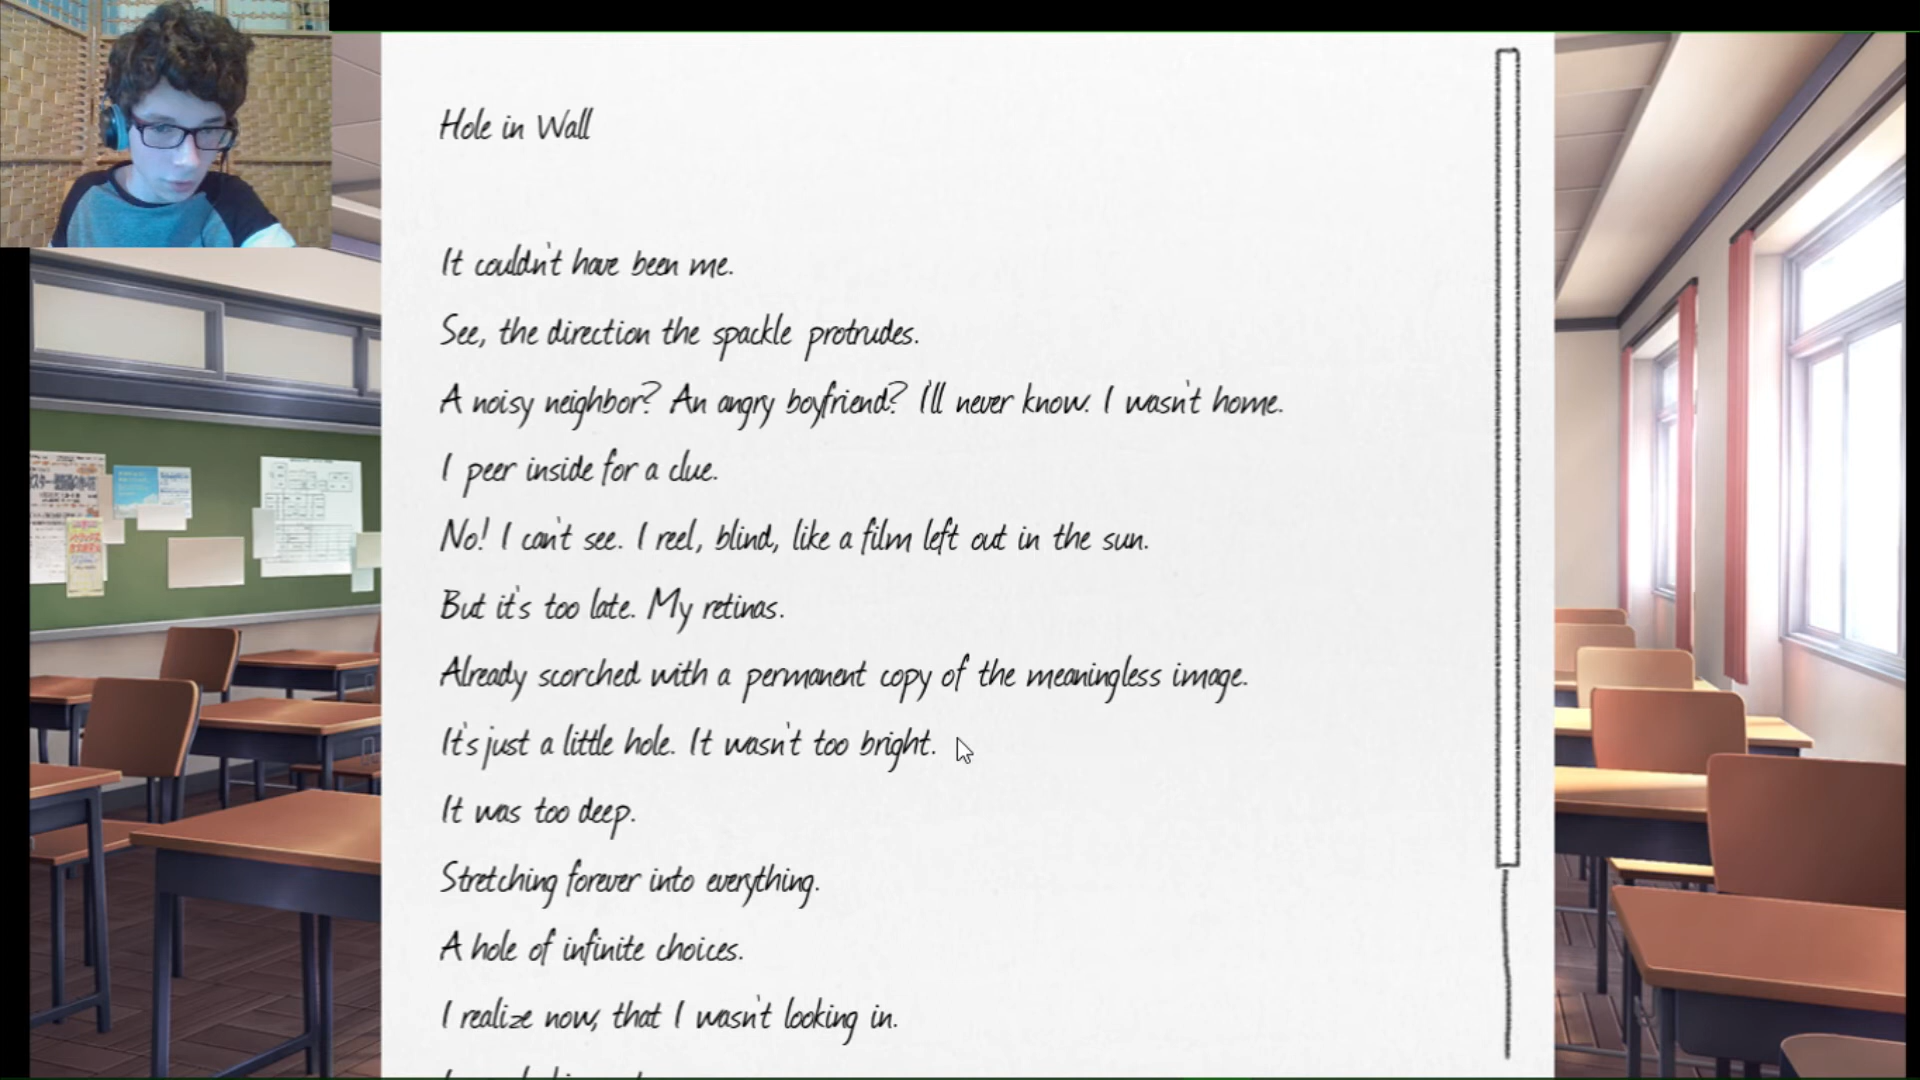 Hole in Wall
It couldn't have been me.
See, the direction the spackle protrudes.
A noisy neighbor? An angry boyfriend? I'll never know. I wasn't home.
I peer inside for a clue.
No! I can't see. I reel, blind, like a film left out in the sun.
But it's too late. My retinas.
Already scorched with a permanent copy of the meaningless image.
It's just a little hole. It wasn't too bright.
It was too deep.
Stretching forever into everything.
A hole of infinite choices.
I realize now, that I wasn't looking in.